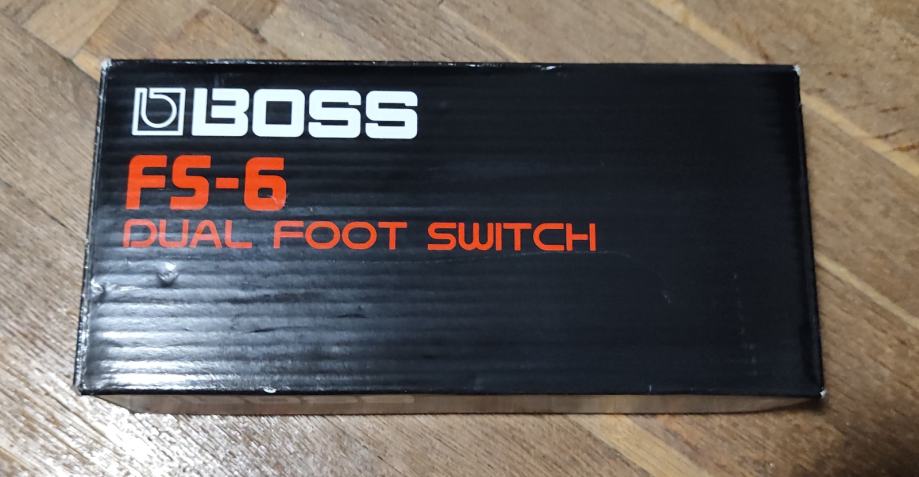 BOSS
FS-6
DUAL FOOT SWITCH